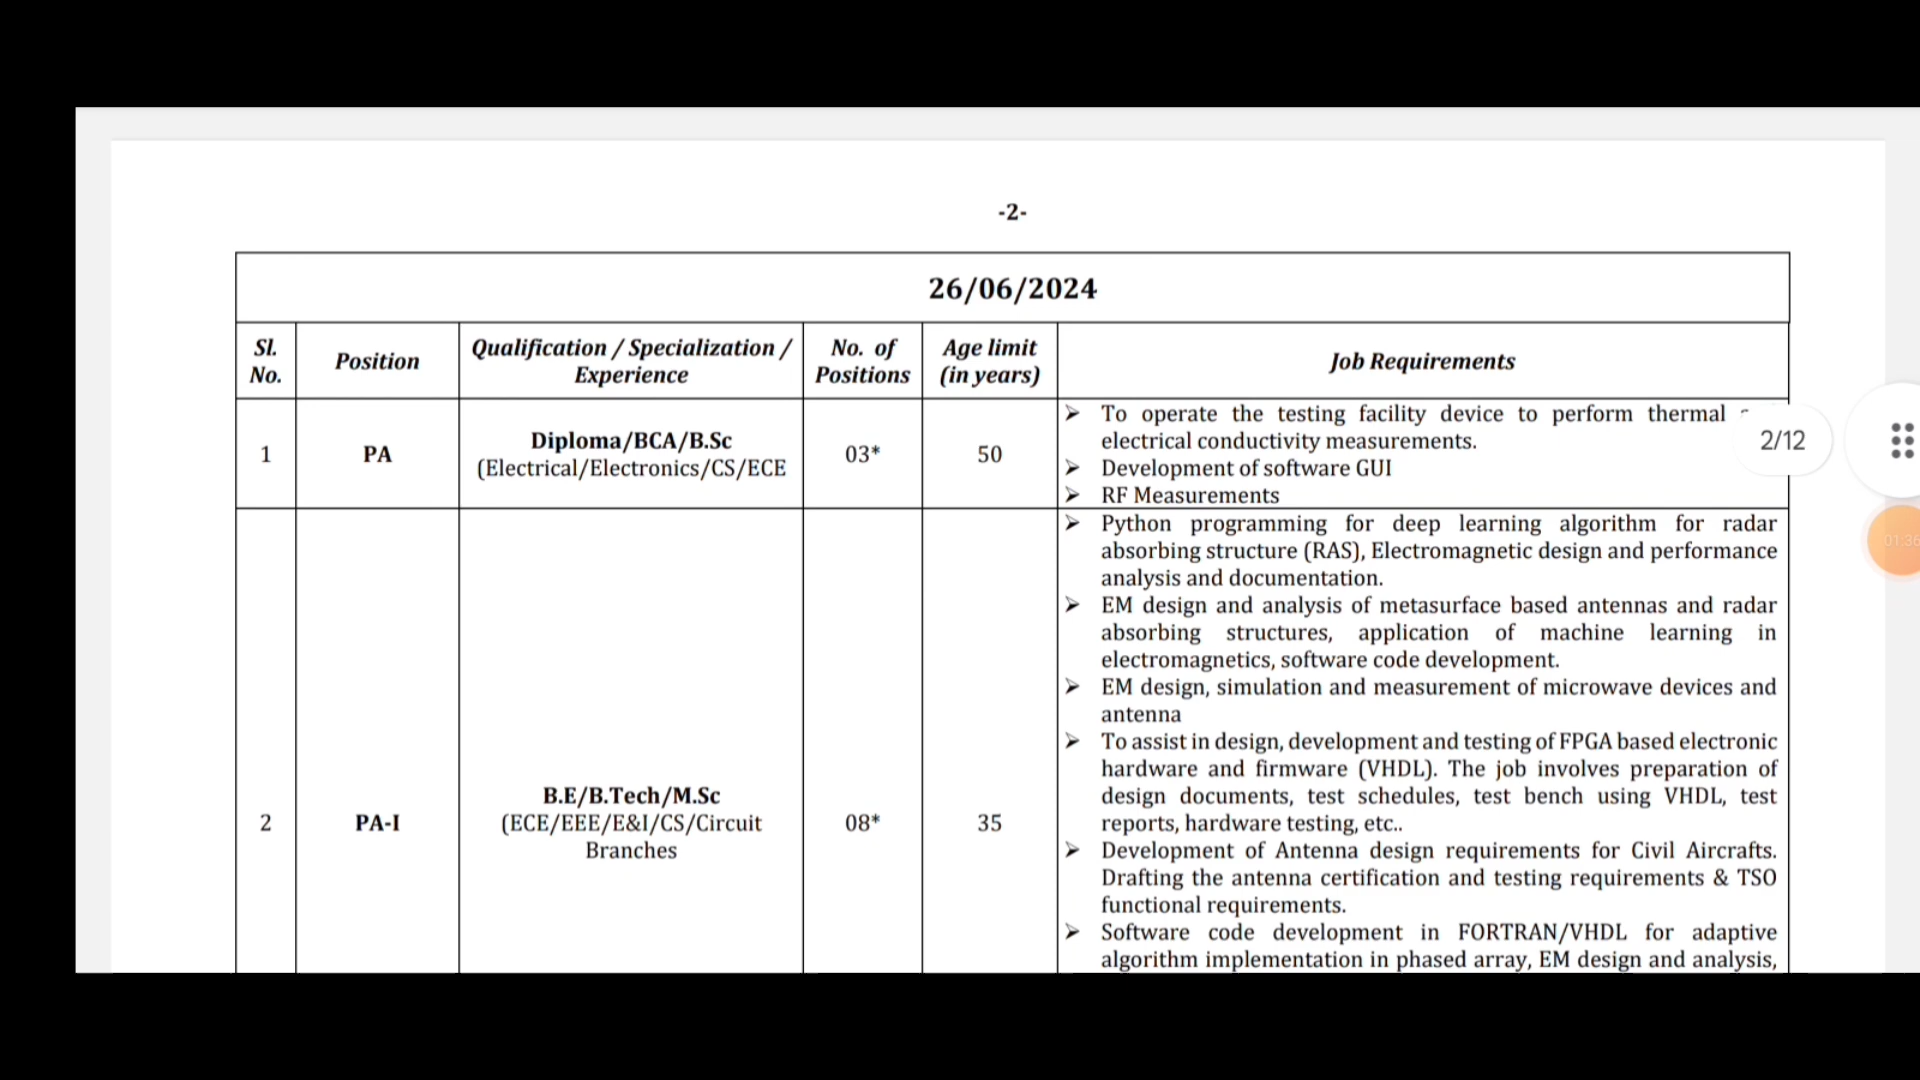 -2-
26/06/2024
Sl. No. Position Qualification / Specialization / Experience No. of Positions Age limit (in years) Job Requirements
1 PA Diploma/BCA/B.Sc (Electrical/Electronics/CS/ECE 03* 50
➢ To operate the testing facility device to perform thermal
electrical conductivity measurements.
➢ Development of software GUI
➢ RF Measurements
2/12
01:36
2 PA-I B.E/B.Tech/M.Sc (ECE/EEE/E&I/CS/Circuit Branches 08* 35
➢ Python programming for deep learning algorithm for radar
absorbing structure (RAS), Electromagnetic design and performance
analysis and documentation.
➢ EM design and analysis of metasurface based antennas and radar
absorbing structures, application of machine learning in
electromagnetics, software code development.
➢ EM design, simulation and measurement of microwave devices and
antenna
➢ To assist in design, development and testing of FPGA based electronic
hardware and firmware (VHDL). The job involves preparation of
design documents, test schedules, test bench using VHDL, test
reports, hardware testing, etc..
➢ Development of Antenna design requirements for Civil Aircrafts.
Drafting the antenna certification and testing requirements & TSO
functional requirements.
➢ Software code development in FORTRAN/VHDL for adaptive
algorithm implementation in phased array, EM design and analysis,